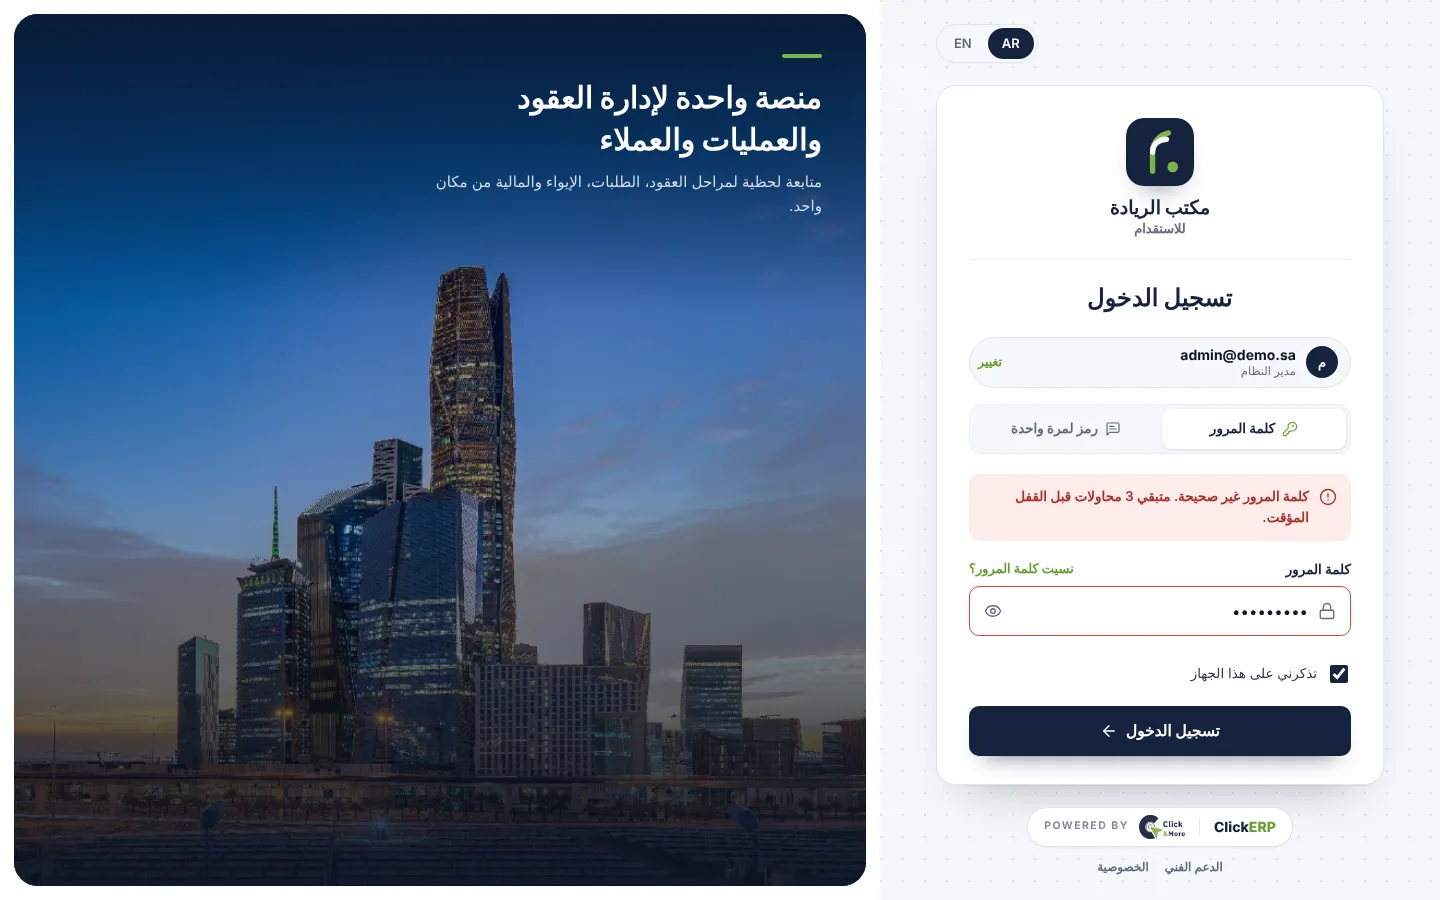 منصة واحدة لإدارة العقود
والعمليات والعملاء
متابعة لحظية لمراحل العقود، الطلبات، الإيواء والمالية من مكان
واحد.
EN
AR
مكتب الريادة
للاستقدام
تسجيل الدخول
م
admin@demo.sa
مدير النظام
تغيير
كلمة المرور
رمز لمرة واحدة
كلمة المرور غير صحيحة. متبقي 3 محاولات قبل القفل
المؤقت.
كلمة المرور
نسيت كلمة المرور؟
تذكرني على هذا الجهاز
تسجيل الدخول
POWERED BY
Click
&More
ClickERP
الدعم الفني
الخصوصية